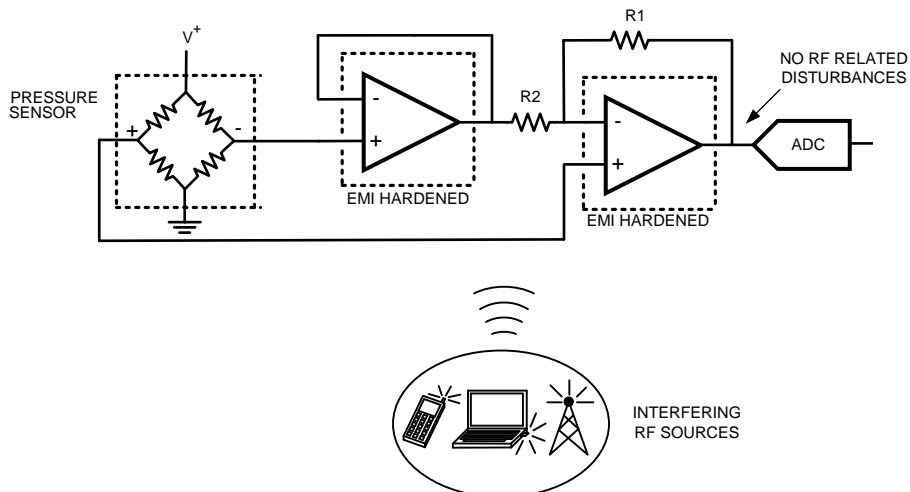 V+
PRESSURE
SENSOR
+
-
-
+
EMI HARDENED
R2
R1
-
+
EMI HARDENED
NO RF RELATED
DISTURBANCES
ADC
INTERFERING
RF SOURCES